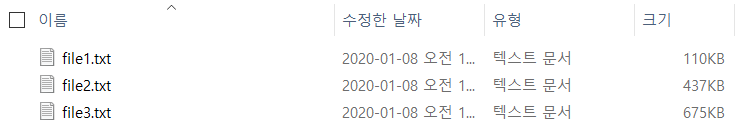 이름 수정한 날짜 유형 크기
file1.txt 2020-01-08 오전 1... 텍스트 문서 110KB
file2.txt 2020-01-08 오전 1... 텍스트 문서 437KB
file3.txt 2020-01-08 오전 1... 텍스트 문서 675KB